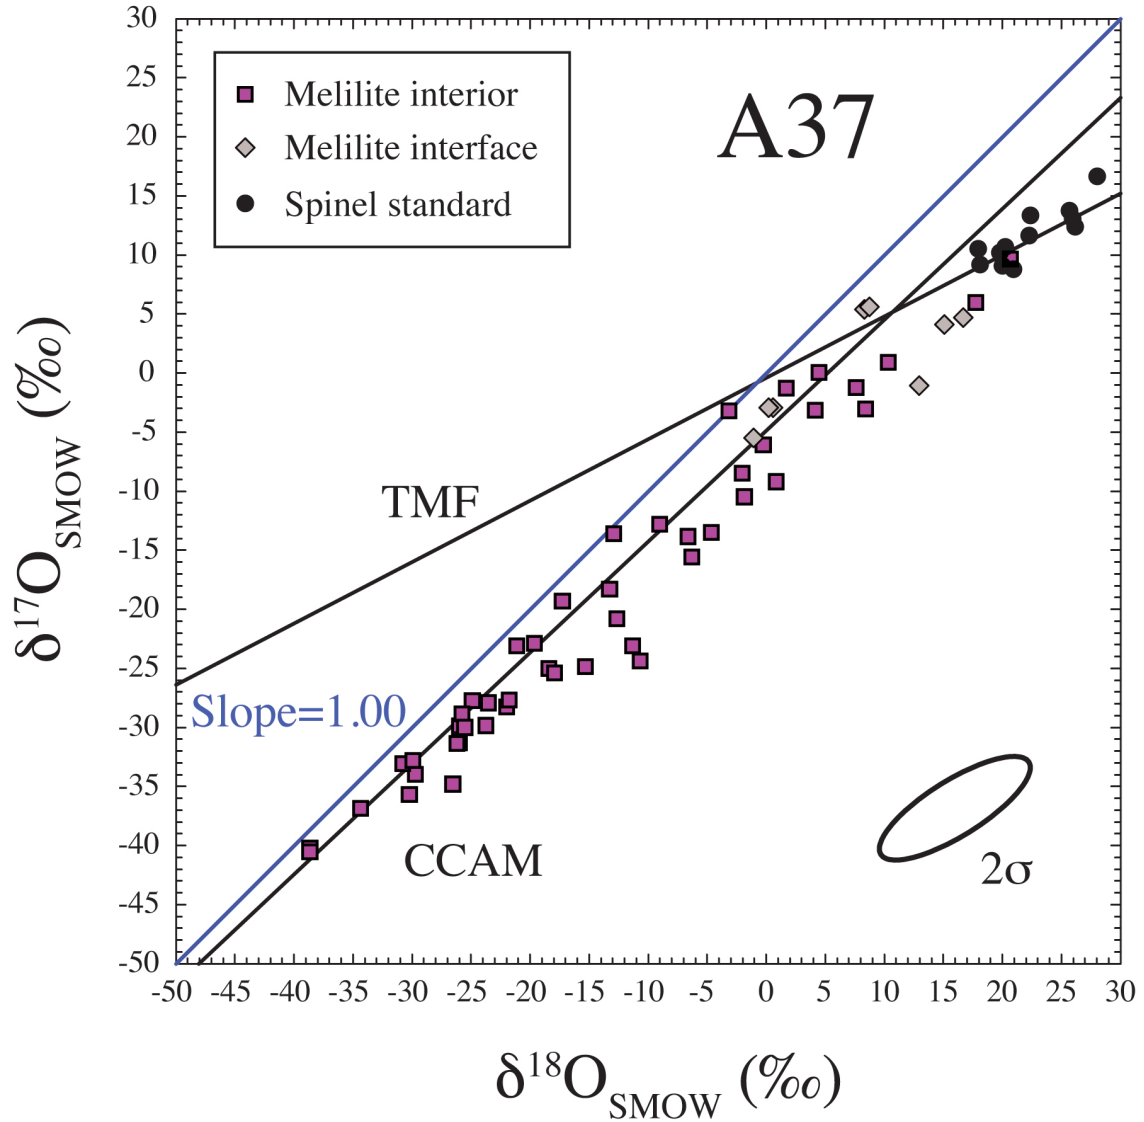 A37
Melilite interior
Melilite interface
Spinel standard
30
25
20
15
10
5
0
-5
-10
-15
-20
-25
-30
-35
-40
-45
-50
δ17OSMOW (‰)
TMF
Slope=1.00
CCAM
2σ
-50 -45 -40 -35 -30 -25 -20 -15 -10 -5 0 5 10 15 20 25 30
δ18OSMOW (‰)